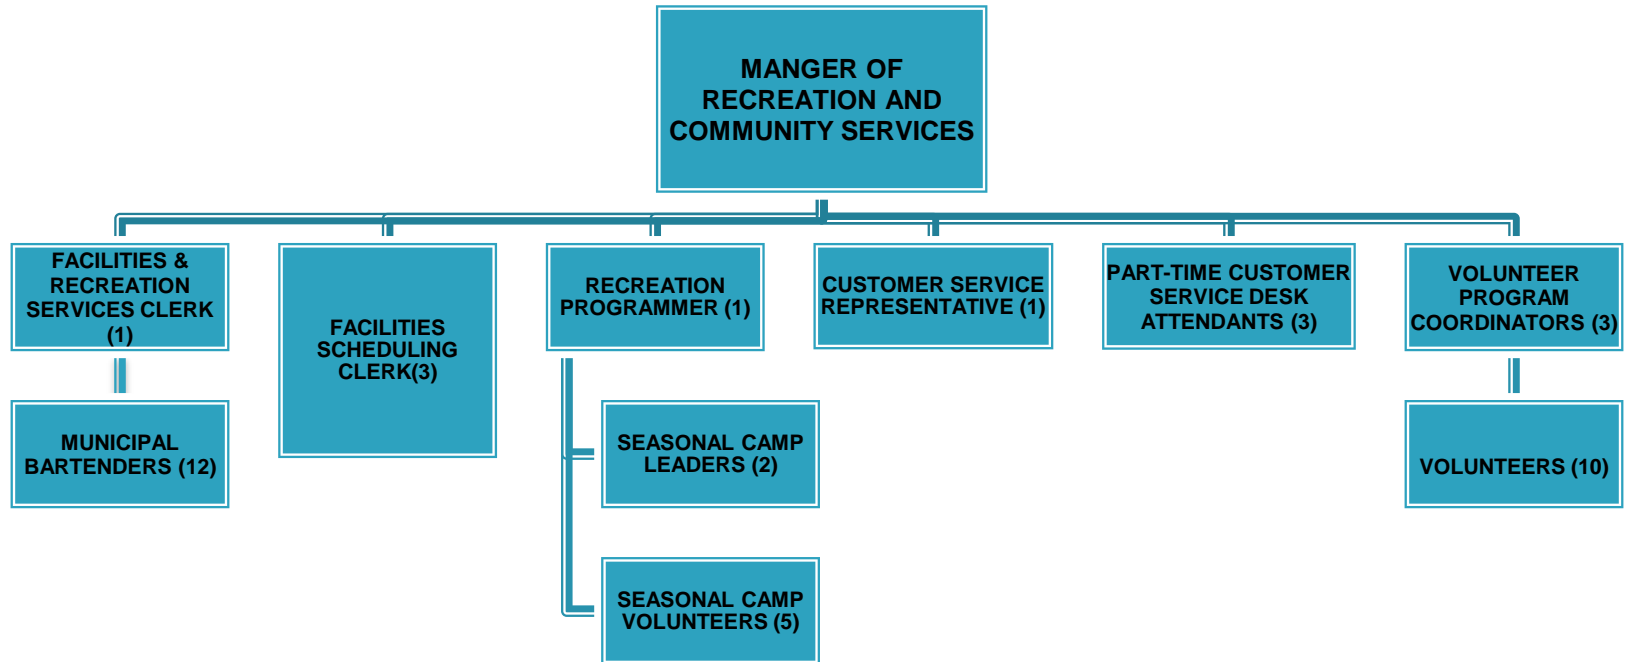 MANGER OF
RECREATION AND
COMMUNITY SERVICES
FACILITIES &
RECREATION
SERVICES CLERK
(1)
FACILITIES
SCHEDULING
CLERK(3)
RECREATION
PROGRAMMER (1)
CUSTOMER SERVICE
REPRESENTATIVE (1)
PART-TIME CUSTOMER
SERVICE DESK
ATTENDANTS (3)
VOLUNTEER
PROGRAM
COORDINATORS (3)
MUNICIPAL
BARTENDERS (12)
SEASONAL CAMP
LEADERS (2)
VOLUNTEERS (10)
SEASONAL CAMP
VOLUNTEERS (5)